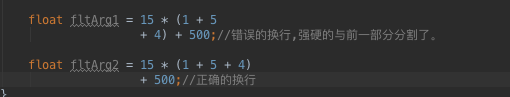 float fltArg1 = 15 * (1 + 5
+ 4) + 500;//错误的换行,强硬的与前一部分分割了。
float fltArg2 = 15 * (1 + 5 + 4)
+ 500;//正确的换行
}